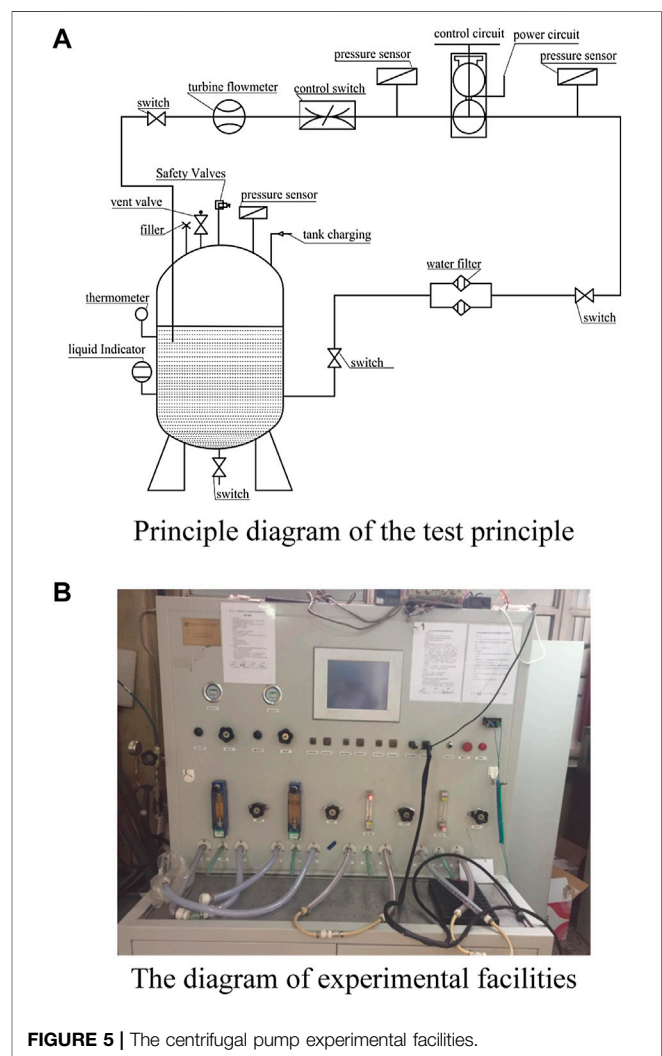 A
control circuit
power circuit
pressure sensor
pressure sensor
turbine flowmeter
control switch
switch
Safety Valves
vent valve
pressure sensor
filler
tank charging
water filter
thermometer
switch
liquid Indicator
switch
switch
Principle diagram of the test principle
B
The diagram of experimental facilities
FIGURE 5 | The centrifugal pump experimental facilities.